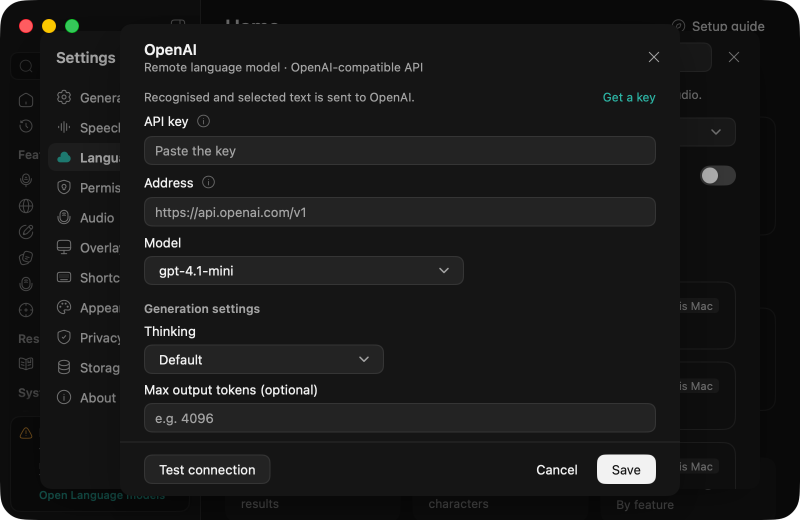 Home
Setup guide
Settings
General
Speech
Langua
Permis
Audio
Overla
Shortc
Appea
Privacy
Storag
About
Open Language models
OpenAI
Remote language model · OpenAI-compatible API
Recognised and selected text is sent to OpenAI.
Get a key
API key
Paste the key
Address
https://api.openai.com/v1
Model
gpt-4.1-mini
Generation settings
Thinking
Default
Max output tokens (optional)
e.g. 4096
Test connection
Cancel
Save
is Mac
is Mac
is Mac
results
characters
By feature